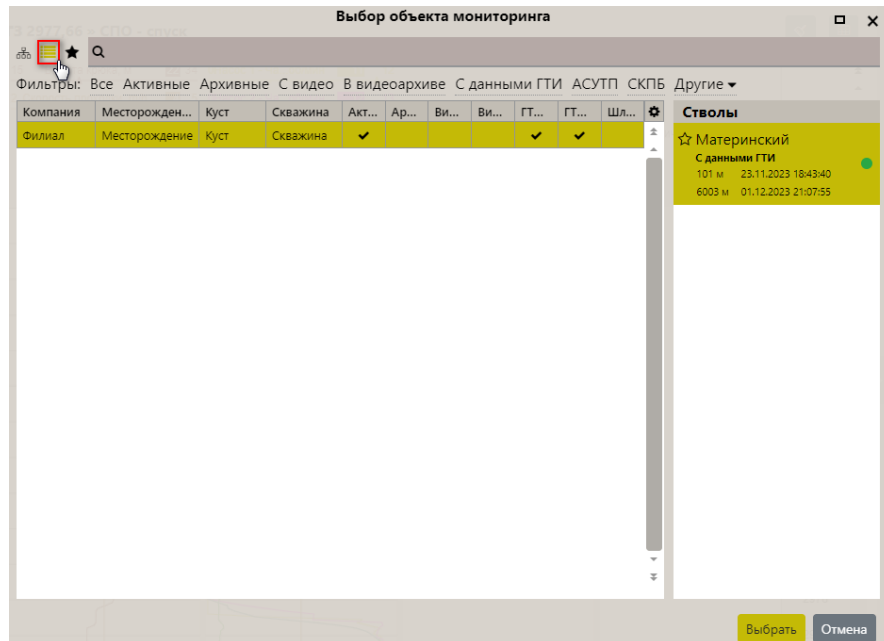 Выбор объекта мониторинга
Фильтры: Все Активные Архивные С видео В видеоархиве С данными ГТИ АСУТП СКПБ Другие
Компания Месторожден... Куст Скважина Акт... Ар... Ви... Ви... ГТ... ГТ... Шл... Стволы
Филиал Месторождение Куст Скважина
Материнский
С данными ГТИ
101 м 23.11.2023 18:43:40
6003 м 01.12.2023 21:07:55
Выбрать Отмена